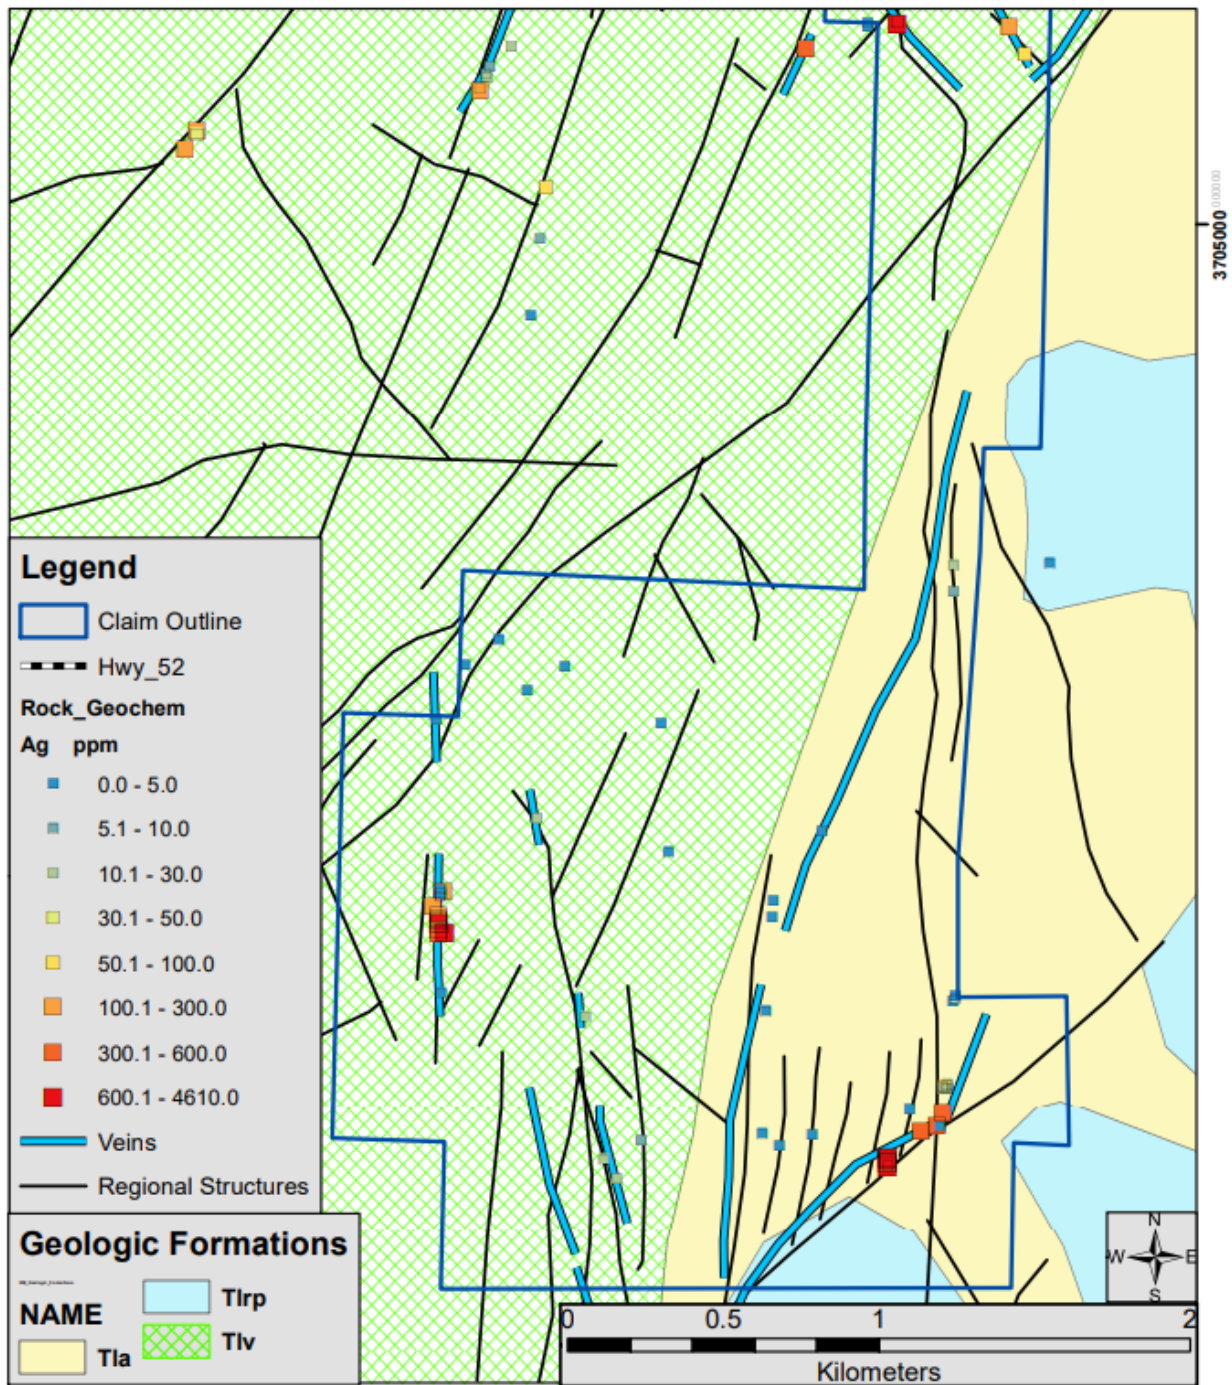 3705000
000000
Legend
Claim Outline
Hwy_52
Rock_Geochem
Ag ppm
0.0 - 5.0
5.1 - 10.0
10.1 - 30.0
30.1 - 50.0
50.1 - 100.0
100.1 - 300.0
300.1 - 600.0
600.1 - 4610.0
Veins
Regional Structures
Geologic Formations
NAME
Tlrp
Tla
Tlv
N
W E
S
0 0.5 1 2
Kilometers